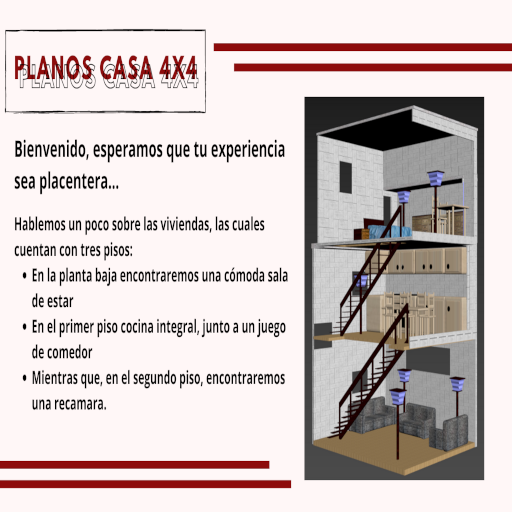 PLANOS CASA 4X4
Bienvenido, esperamos que tu experiencia
sea placentera...
Hablemos un poco sobre las viviendas, las cuales
cuentan con tres pisos:
• En la planta baja encontraremos una cómoda sala
de estar
• En el primer piso cocina integral, junto a un juego
de comedor
• Mientras que, en el segundo piso, encontraremos
una recamara.